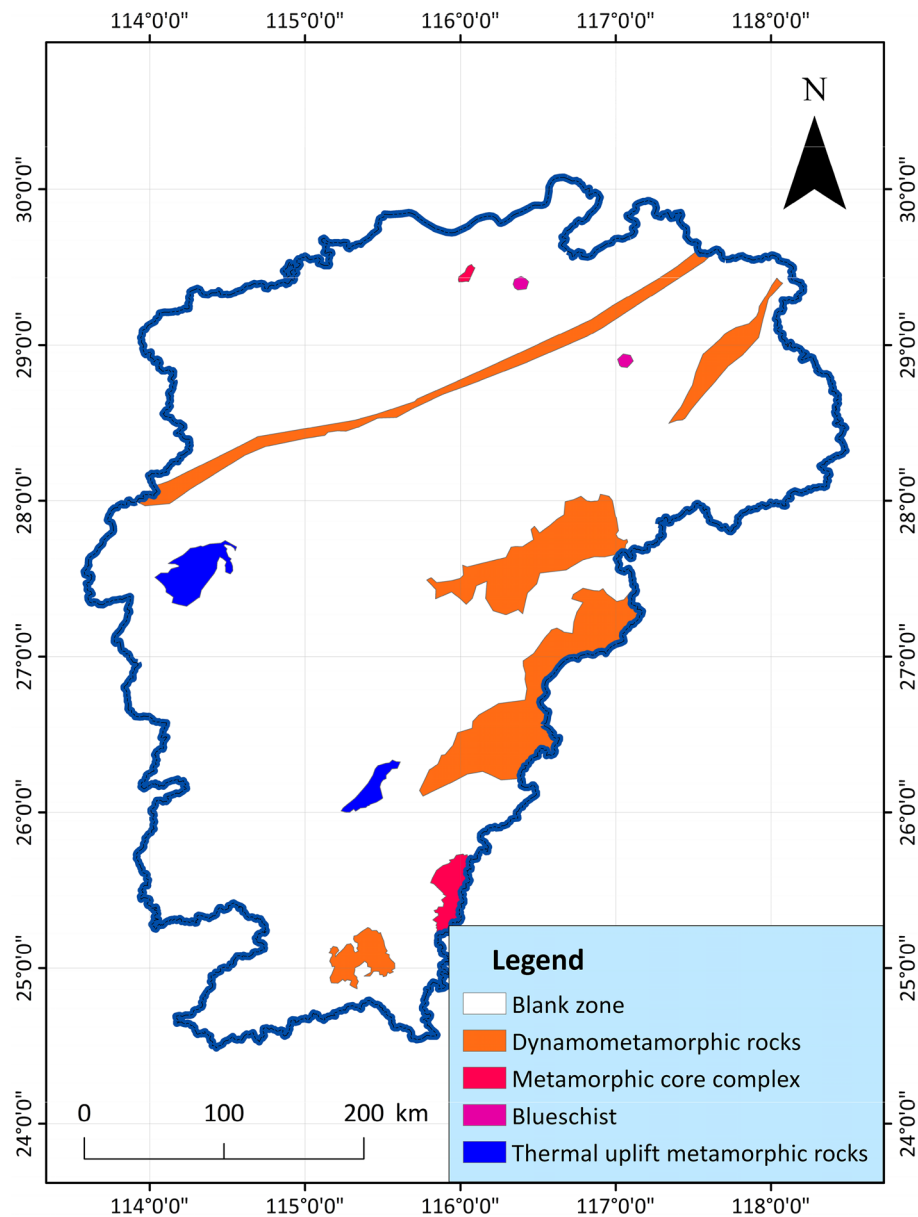 114°0'0" 115°0'0" 116°0'0" 117°0'0" 118°0'0"
N
30°0'0" 30°0'0"
29°0'0" 29°0'0"
28°0'0" 28°0'0"
27°0'0" 27°0'0"
26°0'0" 26°0'0"
25°0'0" 25°0'0"
24°0'0" 24°0'0"
Legend
Blank zone
Dynamometamorphic rocks
Metamorphic core complex
Blueschist
Thermal uplift metamorphic rocks
0 100 200 km
114°0'0" 115°0'0" 116°0'0" 117°0'0" 118°0'0"